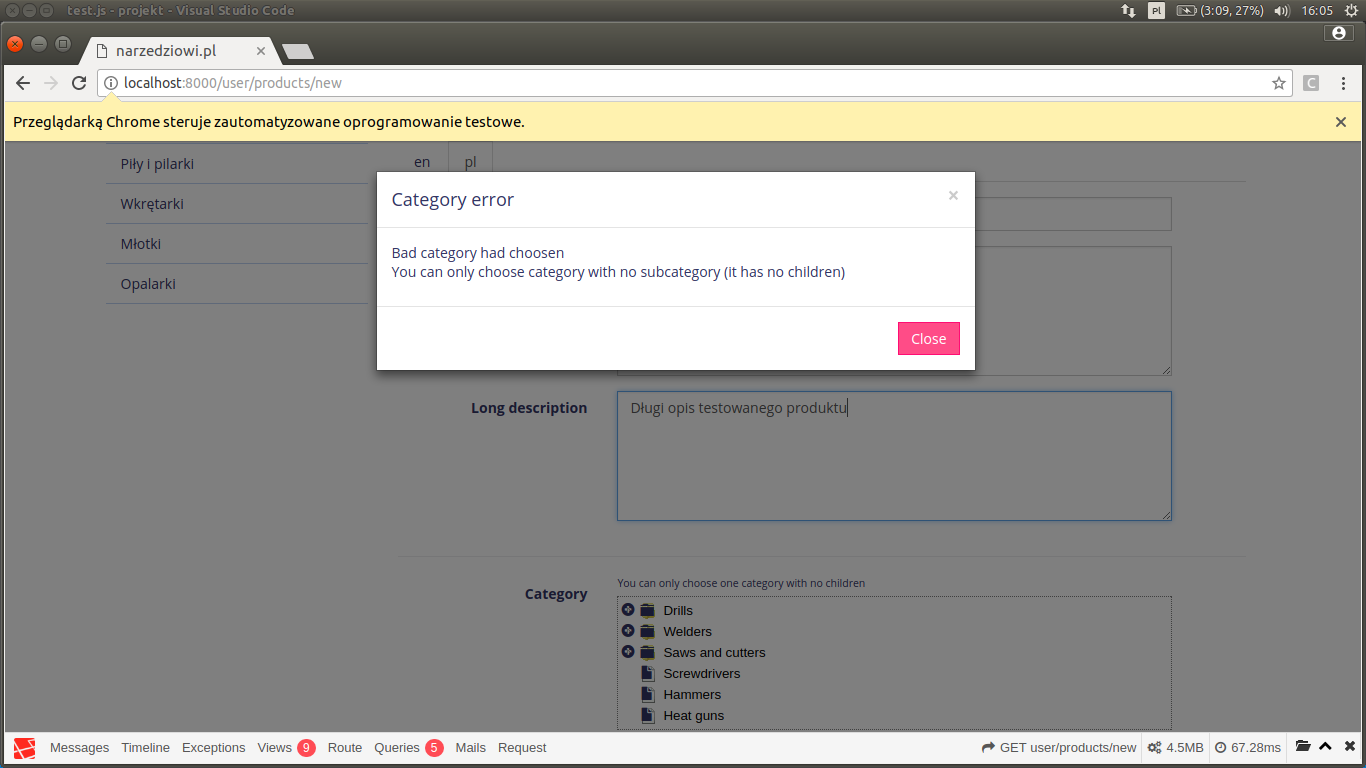 test.js - projekt - Visual Studio Code
Pl
(3:09, 27%)
16:05
narzedziowi.pl
localhost:8000/user/products/new
C
Przeglądarką Chrome steruje zautomatyzowane oprogramowanie testowe.
Piły i pilarki
Wkrętarki
Młotki
Opalarki
en
pl
Category error
Bad category had choosen
You can only choose category with no subcategory (it has no children)
Close
Long description
Długi opis testowanego produktu
Category
You can only choose one category with no children
Drills
Welders
Saws and cutters
Screwdrivers
Hammers
Heat guns
Messages Timeline Exceptions Views 9 Route Queries 5 Mails Request GET user/products/new 4.5MB 67.28ms